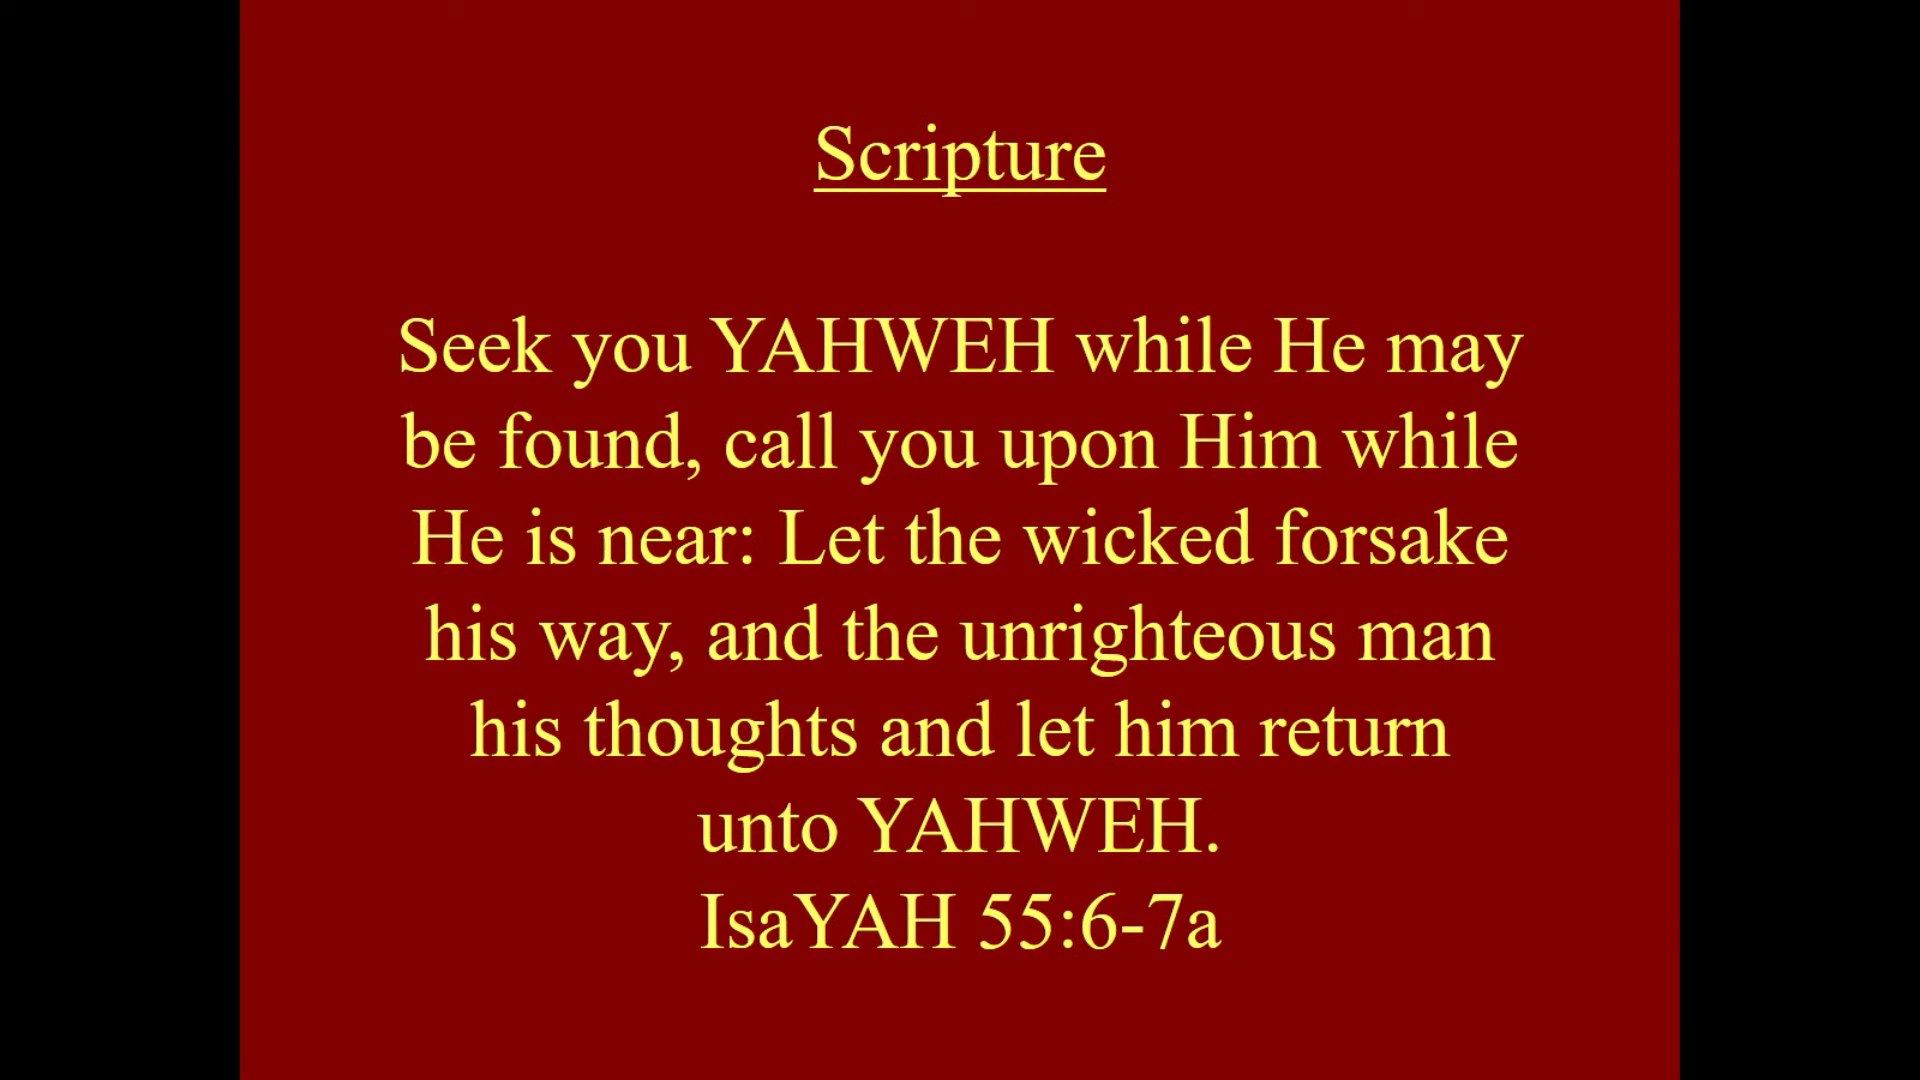 Scripture
Seek you YAHWEH while He may
be found, call you upon Him while
He is near: Let the wicked forsake
his way, and the unrighteous man
his thoughts and let him return
unto YAHWEH.
IsaYAH 55:6-7a